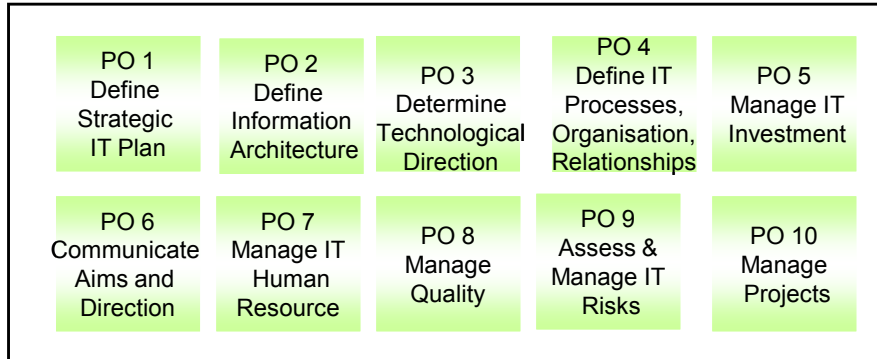 PO 1
Define
Strategic
IT Plan
PO 2
Define
Information
Architecture
PO 3
Determine
Technological
Direction
PO 4
Define IT
Processes,
Organisation,
Relationships
PO 5
Manage IT
Investment
PO 6
Communicate
Aims and
Direction
PO 7
Manage IT
Human
Resource
PO 8
Manage
Quality
PO 9
Assess &
Manage IT
Risks
PO 10
Manage
Projects